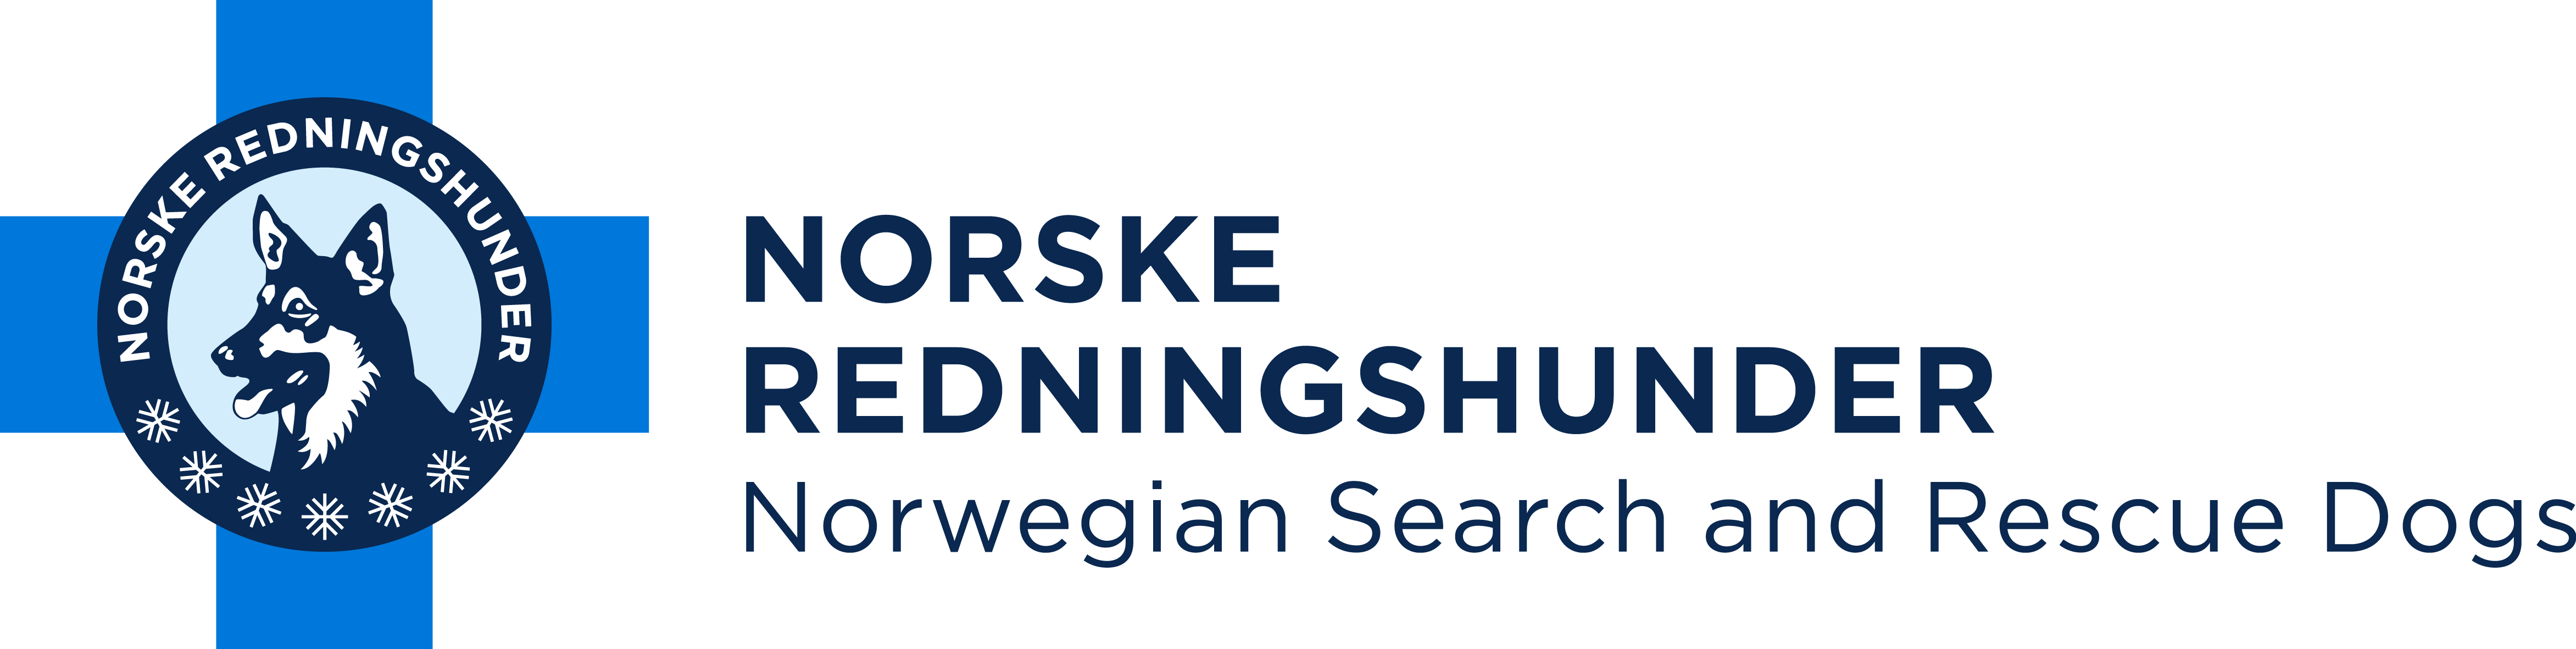 NORSKE REDNINGSHUNDER
NORSKE
REDNINGSHUNDER
Norwegian Search and Rescue Dogs